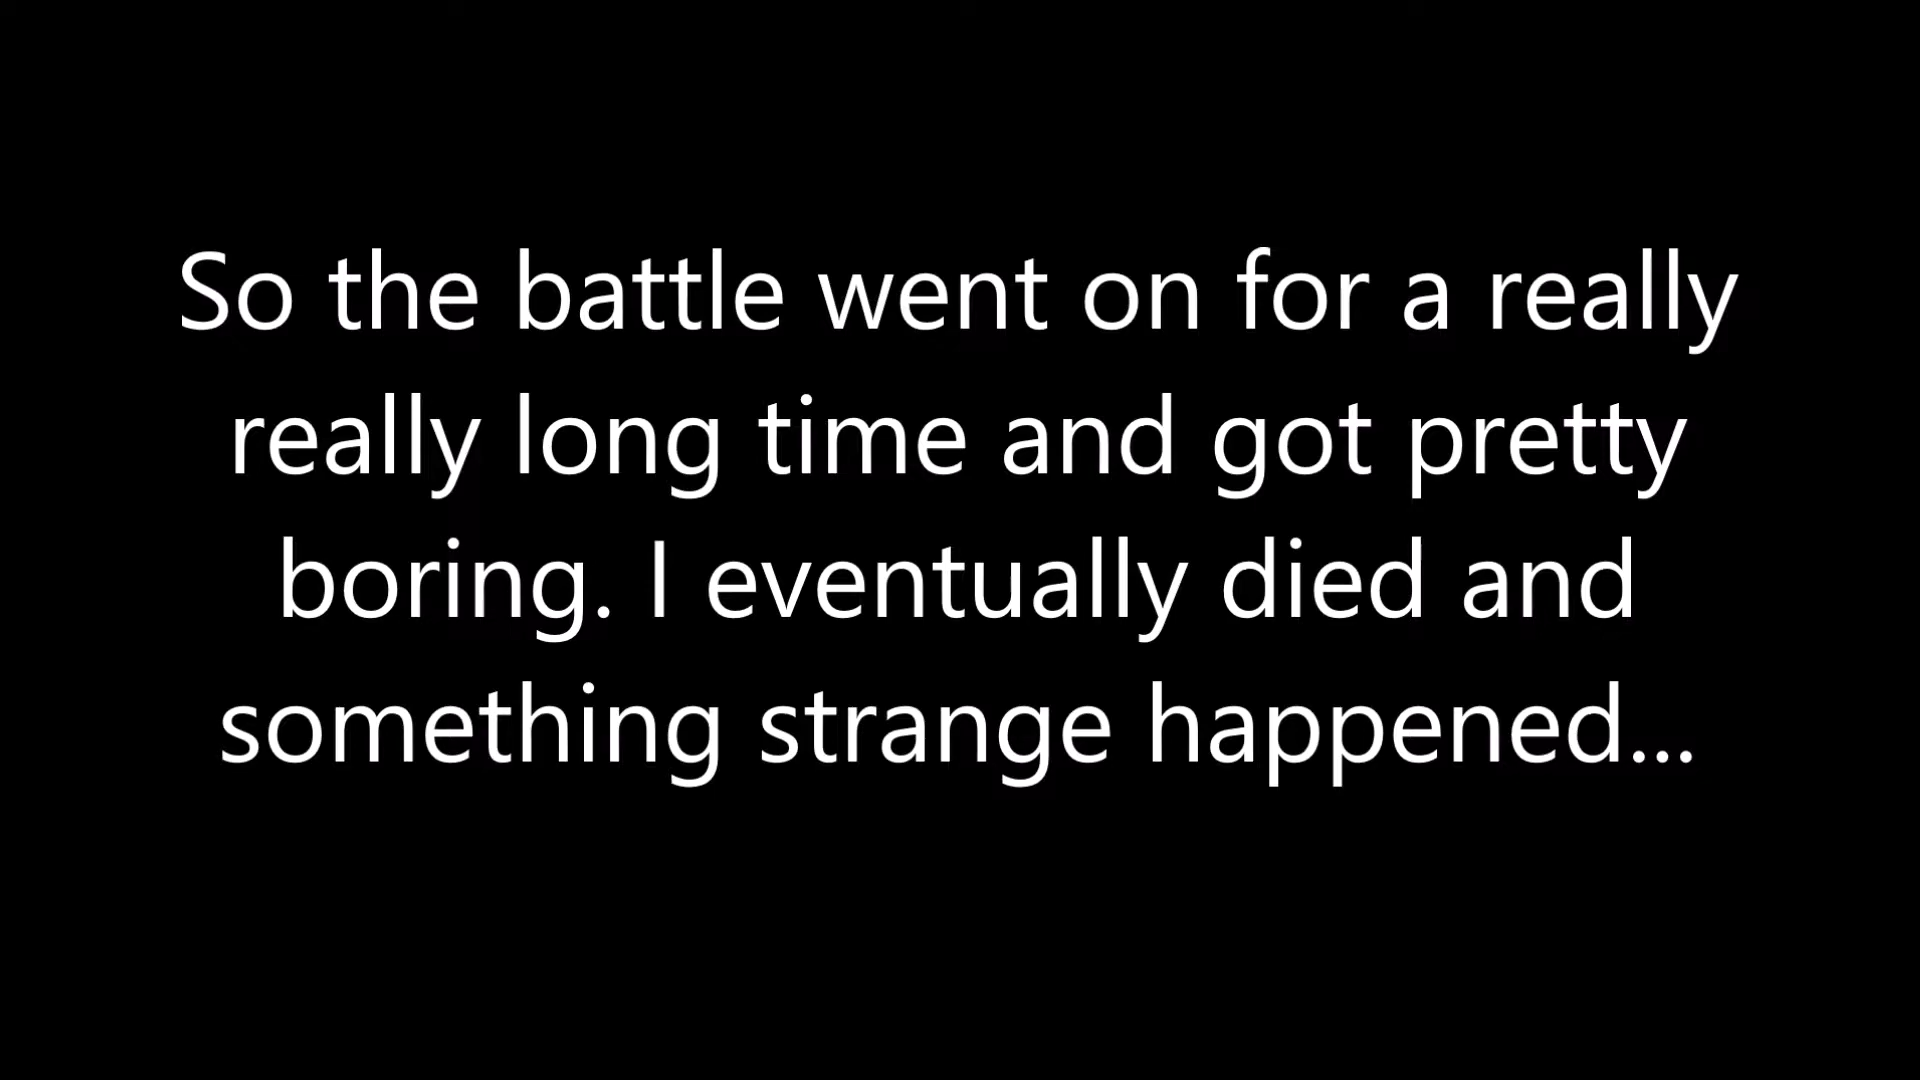 So the battle went on for a really
really long time and got pretty
boring. I eventually died and
something strange happened...